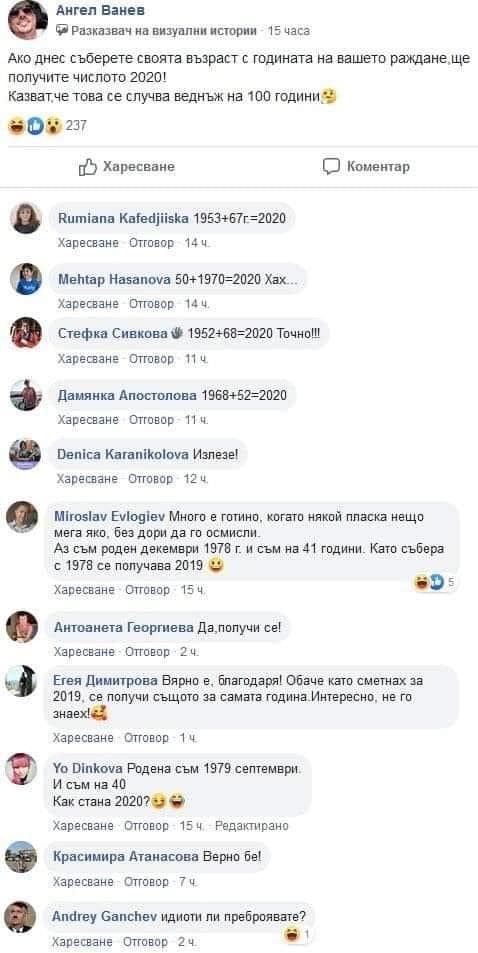 Ангел Ванев
Разказвач на визуални истории · 15 часа
Ако днес съберете своята възраст с годината на вашето раждане,ще
получите числото 2020!
Казват,че това се случва веднъж на 100 години🤔
237
Харесване Коментар
Rumiana Kafedjiiska 1953+67г.=2020
Харесване · Отговор · 14 ч.
Mehtap Hasanova 50+1970=2020 Хах...
Харесване · Отговор · 14 ч.
Стефка Сивкова 1952+68=2020 Точно!!!
Харесване · Отговор · 11 ч.
Дамянка Апостолова 1968+52=2020
Харесване · Отговор · 11 ч.
Denica Karanikolova Излезе!
Харесване · Отговор · 12 ч.
Miroslav Evlogiev Много е готино, когато някой пласка нещо
мега яко, без дори да го осмисли.
Аз съм роден декември 1978 г. и съм на 41 години. Като събера
с 1978 се получава 2019 😀
Харесване · Отговор · 15 ч.
5
Антоанета Георгиева Да,получи се!
Харесване · Отговор · 2 ч.
Егея Димитрова Вярно е, благодаря! Обаче като сметнах за
2019, се получи същото за самата година.Интересно, не го
знаех!🥰
Харесване · Отговор · 1 ч.
Yo Dinkova Родена съм 1979 септември.
И съм на 40
Как стана 2020?😏😂
Харесване · Отговор · 15 ч. · Редактирано
Красимира Атанасова Верно бе!
Харесване · Отговор · 7 ч.
Andrey Ganchev идиоти ли преброявате?
Харесване · Отговор · 2 ч.
1